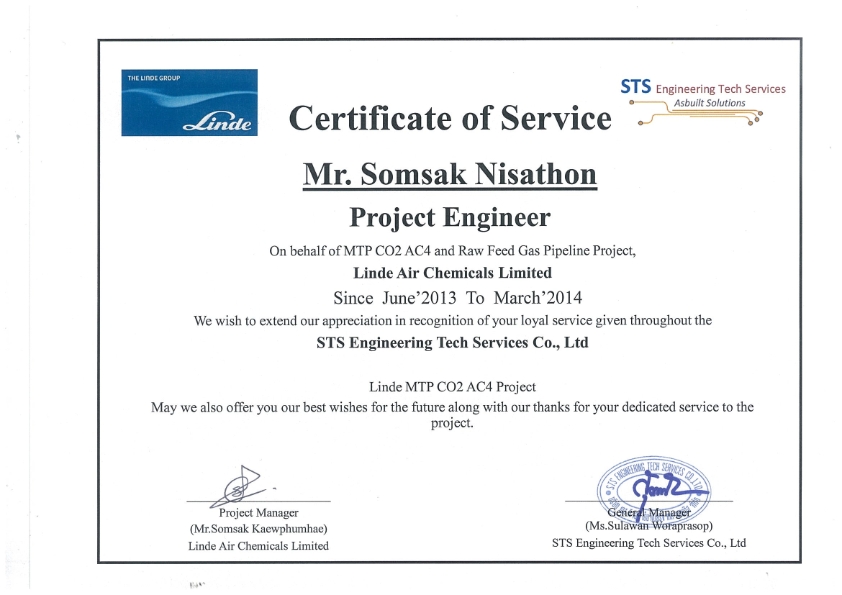 THE LINDE GROUP
Linde
STS Engineering Tech Services
Asbuilt Solutions
Certificate of Service
Mr. Somsak Nisathon
Project Engineer
On behalf of MTP CO2 AC4 and Raw Feed Gas Pipeline Project,
Linde Air Chemicals Limited
Since June'2013 To March'2014
We wish to extend our appreciation in recognition of your loyal service given throughout the
STS Engineering Tech Services Co., Ltd
Linde MTP CO2 AC4 Project
May we also offer you our best wishes for the future along with our thanks for your dedicated service to the
project.
Project Manager
(Mr.Somsak Kaewphumhae)
Linde Air Chemicals Limited
STS ENGINEERING TECH SERVICES CO.,LTD
General Manager
(Ms.Sulawan Woraprasop)
STS Engineering Tech Services Co., Ltd